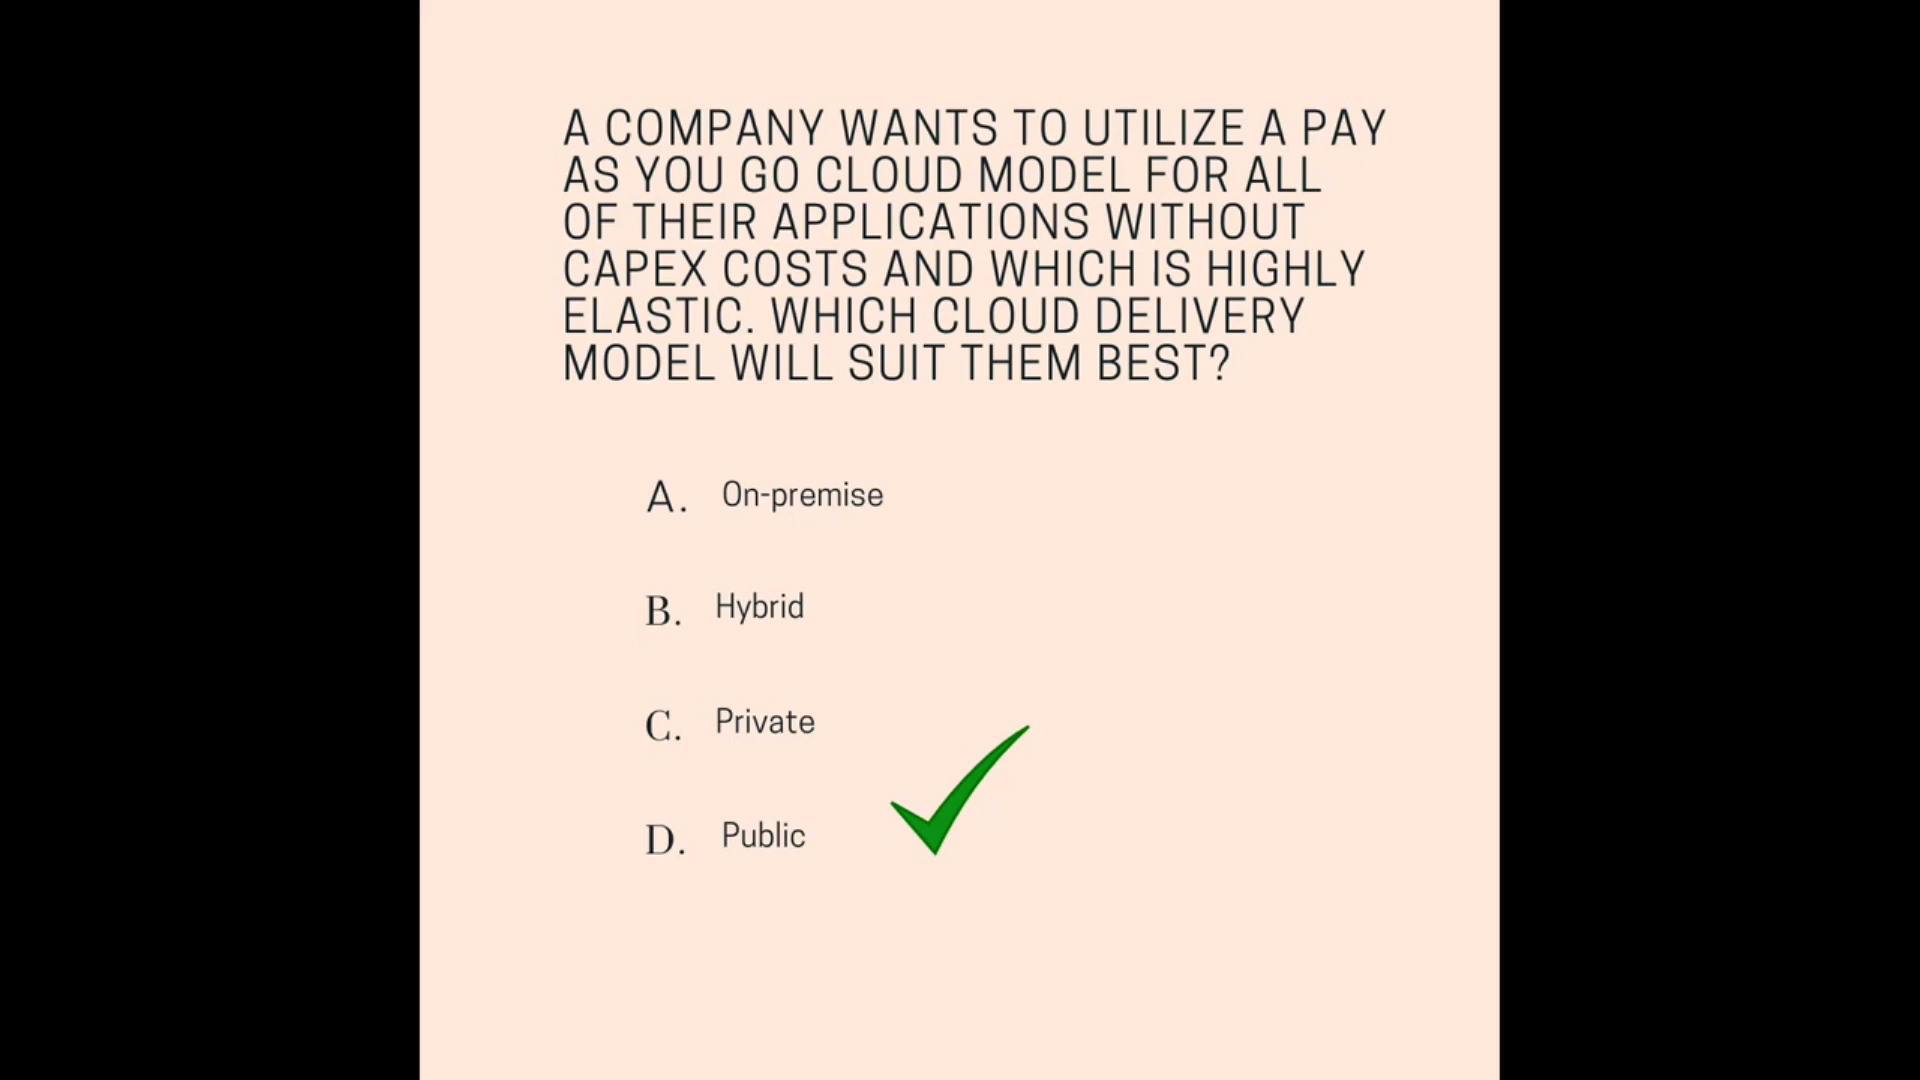 A COMPANY WANTS TO UTILIZE A PAY
AS YOU GO CLOUD MODEL FOR ALL
OF THEIR APPLICATIONS WITHOUT
CAPEX COSTS AND WHICH IS HIGHLY
ELASTIC. WHICH CLOUD DELIVERY
MODEL WILL SUIT THEM BEST?
A. On-premise
B. Hybrid
C. Private
D. Public